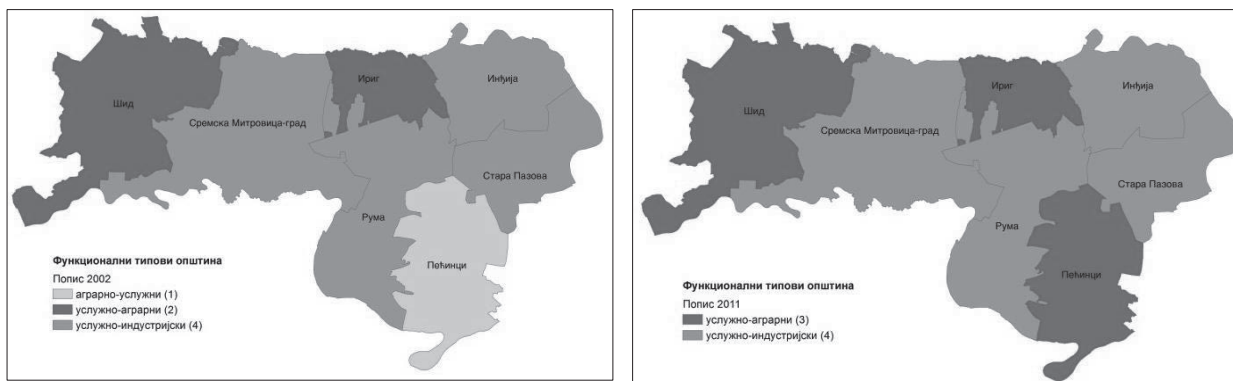 Шид
Сремска Митровица-град
Ириг
Инђија
Стара Пазова
Рума
Пећинци
Функционални типови општина
Попис 2002
аграрно-услужни (1)
услужно-аграрни (2)
услужно-индустријски (4)
Шид
Сремска Митровица-град
Ириг
Инђија
Стара Пазова
Рума
Пећинци
Функционални типови општина
Попис 2011
услужно-аграрни (3)
услужно-индустријски (4)